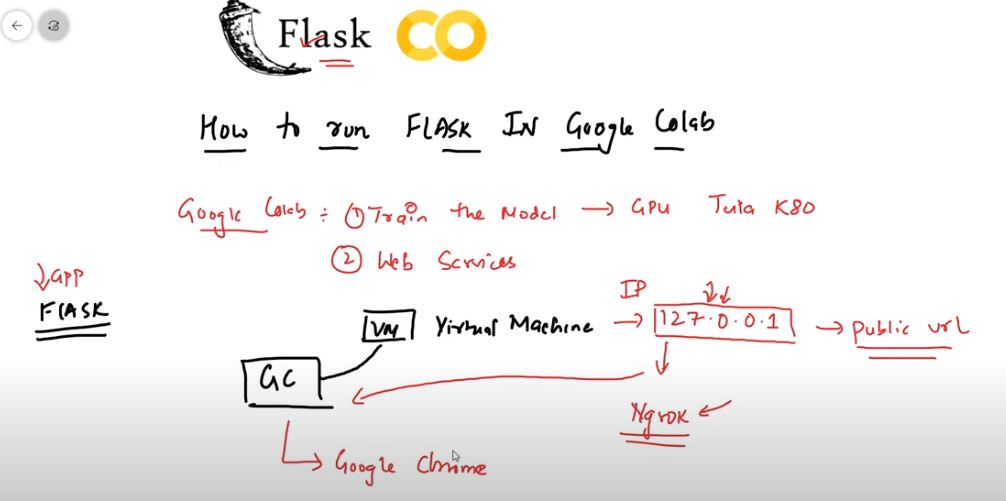 Flask CO
How to run FLASK IN Google Colab
Google Colab ÷ ① Train the Model → GPU Tula K80
② Web Services
↓ app
FLASK
IP
VM Virtual Machine → 127.0.0.1 → public url
GC
Ngrok
Google Chrome